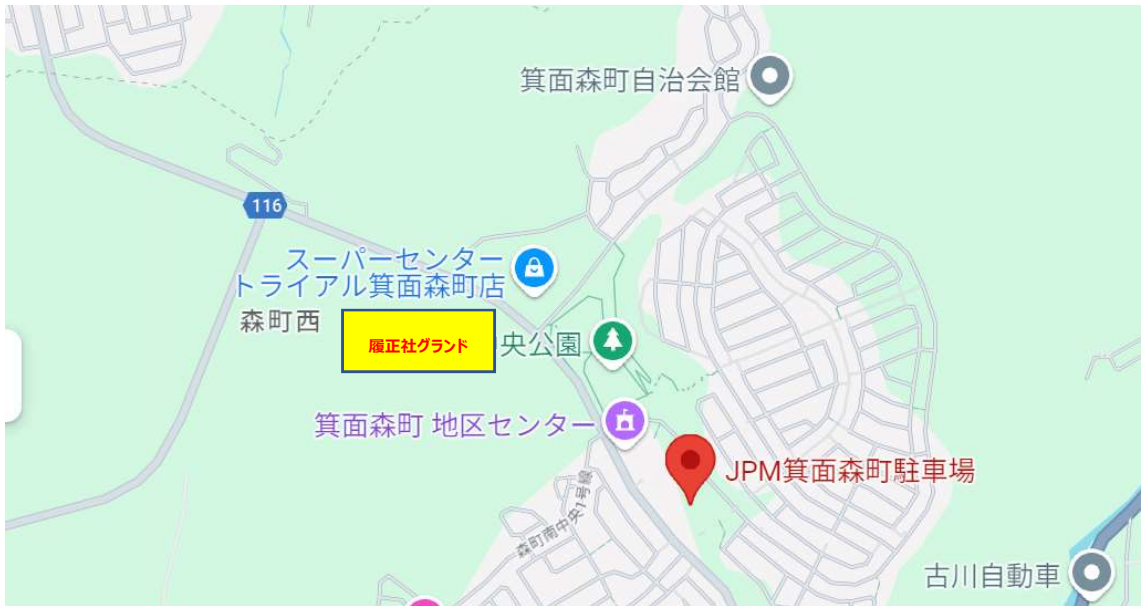 箕面森町自治会館
116
スーパーセンター
トライアル箕面森町店
森町西
履正社グランド
央公園
箕面森町 地区センター
JPM箕面森町駐車場
森町南中央1号線
古川自動車